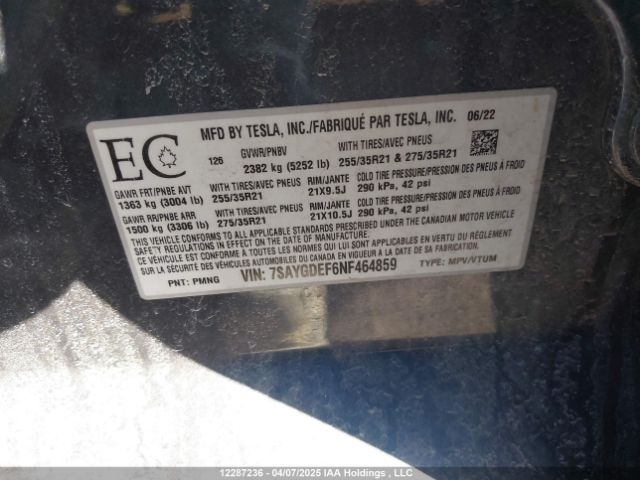 MFD BY TESLA, INC./FABRIQUÉ PAR TESLA, INC. 06/22
EC
126 GVWR/PNBV WITH TIRES/AVEC PNEUS
2382 kg (5252 lb) 255/35R21 & 275/35R21
GAWR FRT/PNBE AVT WITH TIRES/AVEC PNEUS RIM/JANTE COLD TIRE PRESSURE/PRESSION DES PNEUS À FROID
1363 kg (3004 lb) 255/35R21 21X9.5J 290 kPa, 42 psi
GAWR RR/PNBE ARR WITH TIRES/AVEC PNEUS RIM/JANTE COLD TIRE PRESSURE/PRESSION DES PNEUS À FROID
1500 kg (3306 lb) 275/35R21 21X10.5J 290 kPa, 42 psi
THIS VEHICLE CONFORMS TO ALL APPLICABLE STANDARDS PRESCRIBED UNDER THE CANADIAN MOTOR VEHICLE
SAFETY REGULATIONS IN EFFECT ON THE DATE OF MANUFACTURE
CE VÉHICULE EST CONFORME À TOUTES LES NORMES QUI LUI SONT APPLICABLES EN VERTU DU RÈGLEMENT
SUR LA SÉCURITÉ DES VÉHICULES AUTOMOBILES DU CANADA EN VIGUEUR À LA DATE DE SA FABRICATION
PNT: PMNG VIN: 7SAYGDEF6NF464859 TYPE: MPV/VTUM
12287236 - 04/07/2025 IAA Holdings , LLC